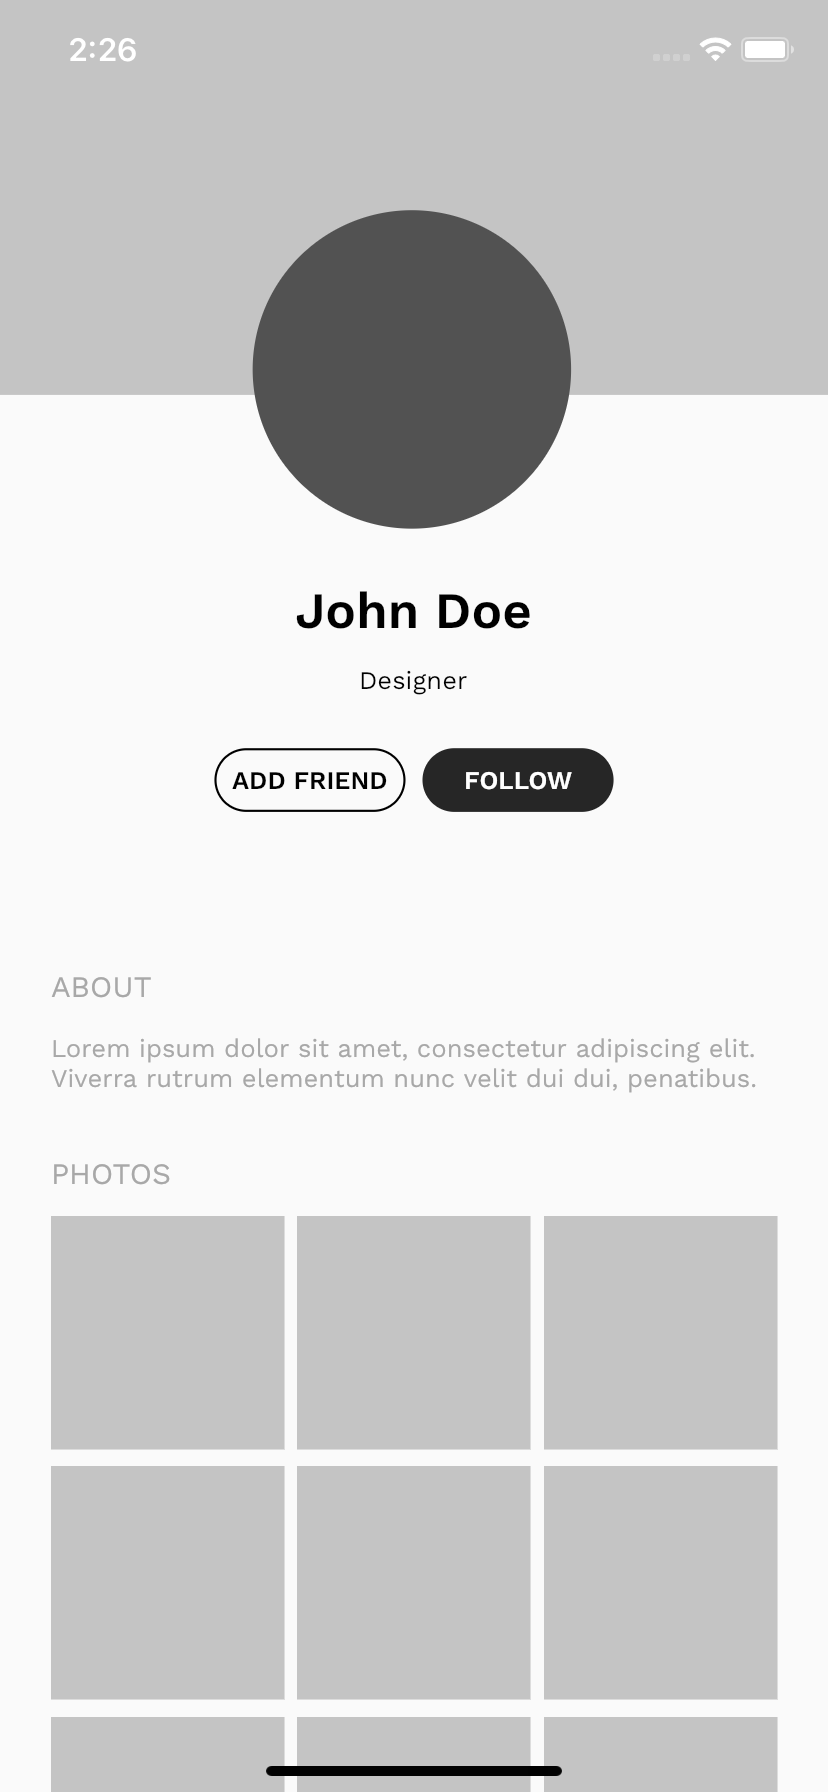 2:26
John Doe
Designer
ADD FRIEND FOLLOW
ABOUT
Lorem ipsum dolor sit amet, consectetur adipiscing elit.
Viverra rutrum elementum nunc velit dui dui, penatibus.
PHOTOS